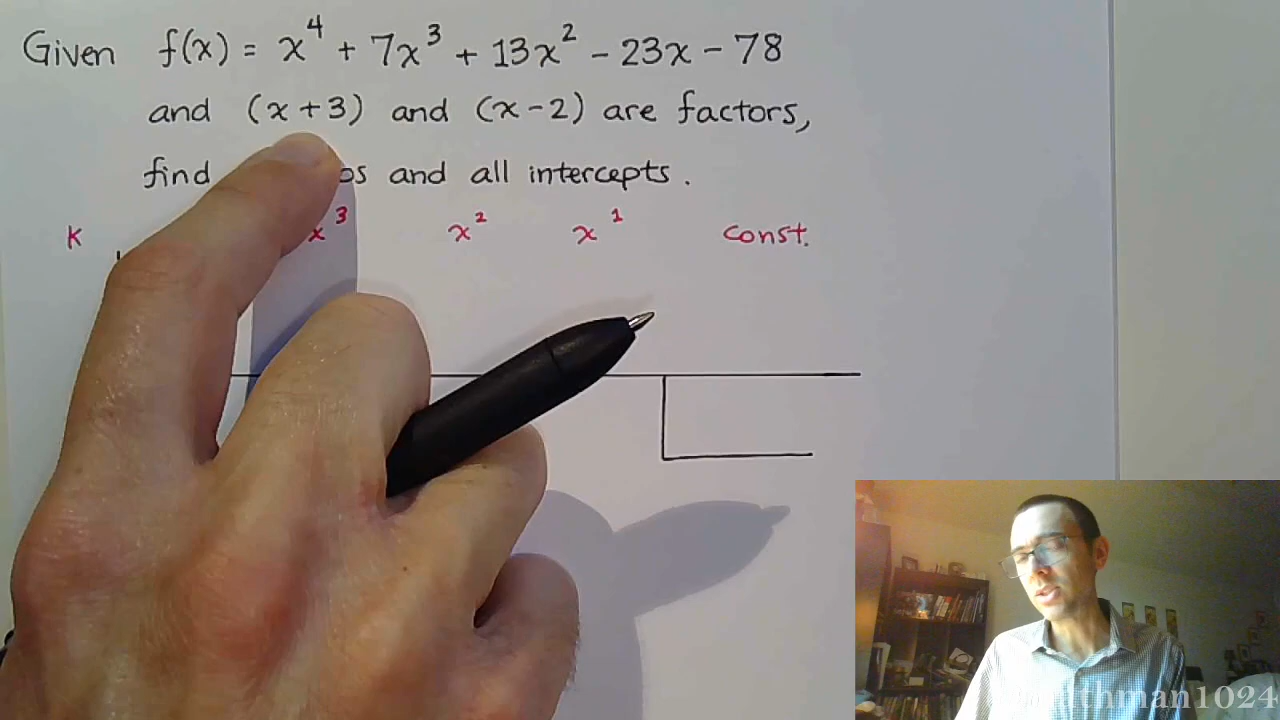 Given f(x) = x⁴ + 7x³ + 13x² - 23x - 78
and (x+3) and (x-2) are factors,
find and all intercepts.
K x³ x² x¹ const.